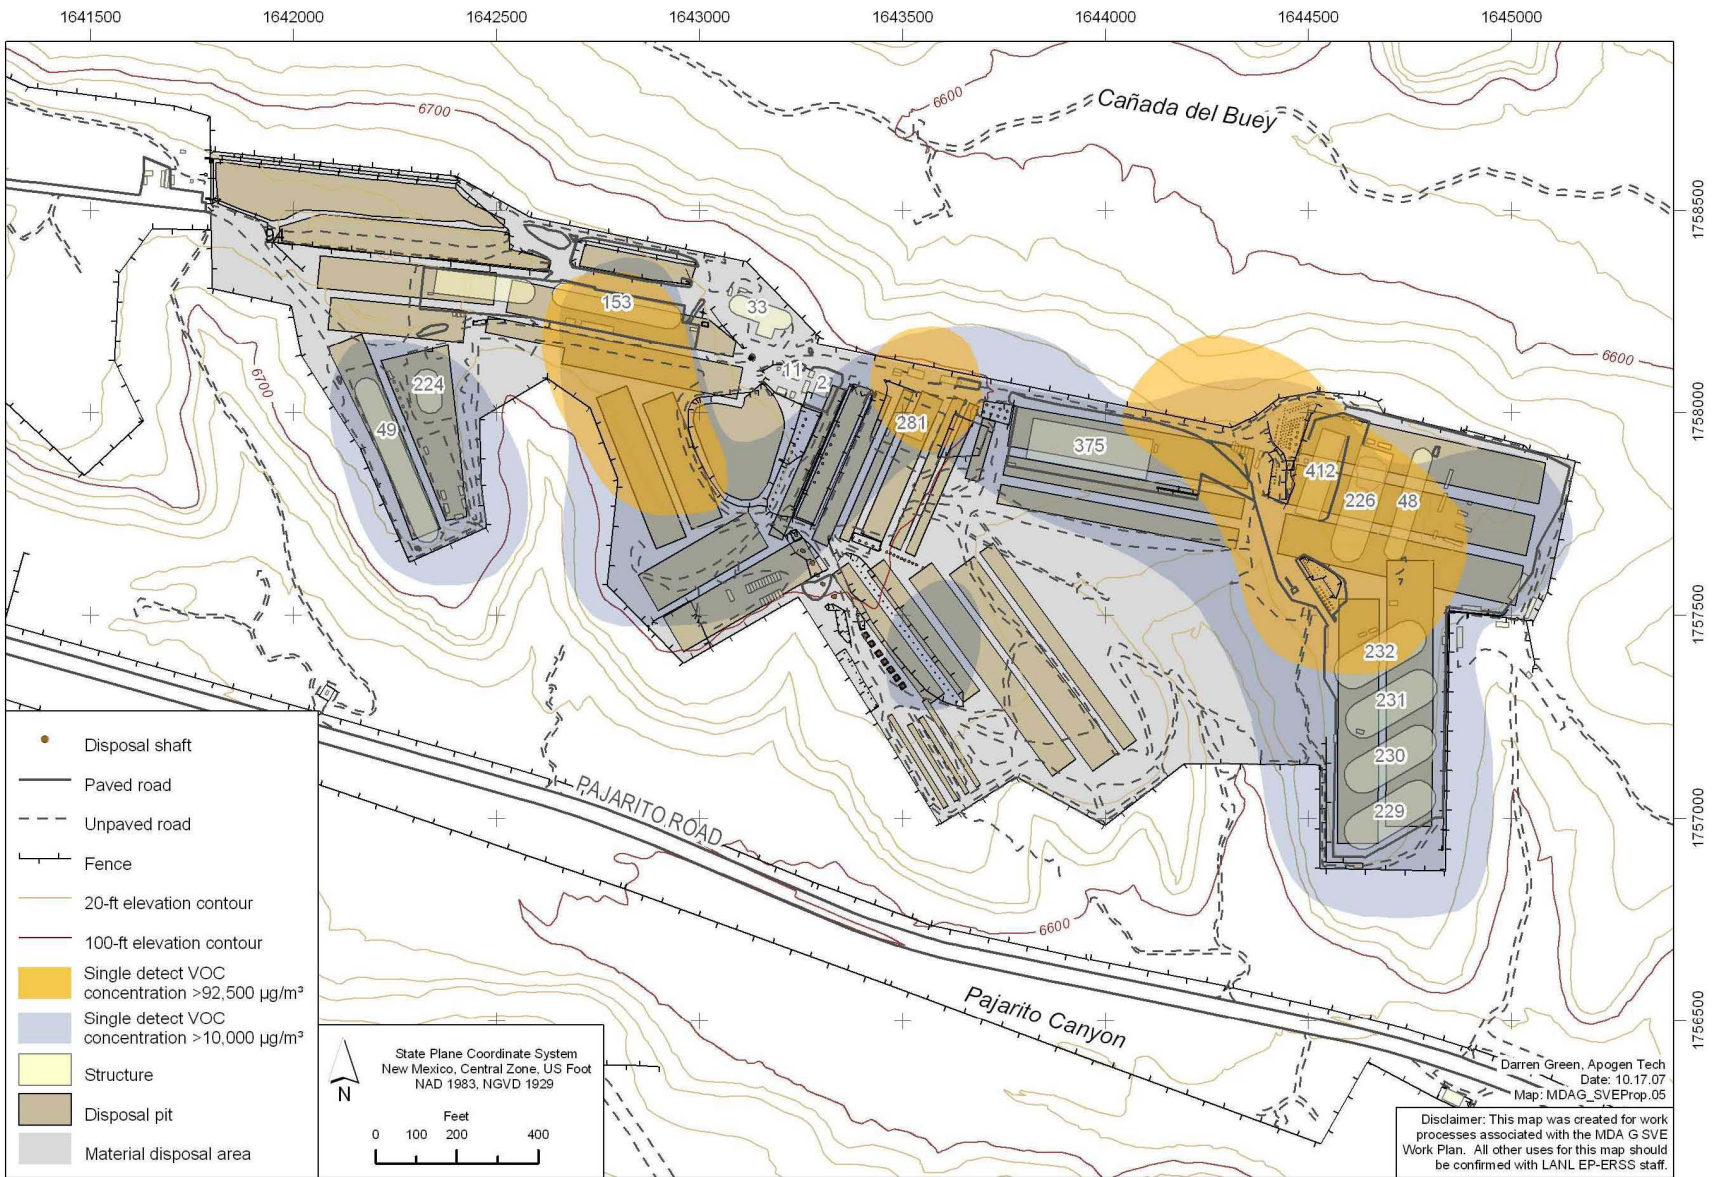 1641500
1642000
1642500
1643000
1643500
1644000
1644500
1645000
6700
6600
Cañada del Buey
1758500
94
153
33
6600
6700
224
11
2
49
281
375
412
226
48
1758000
1757500
232
231
230
229
1757000
PAJARITO ROAD
6600
Pajarito Canyon
1756500
Disposal shaft
Paved road
Unpaved road
Fence
20-ft elevation contour
100-ft elevation contour
Single detect VOC
concentration >92,500 µg/m³
Single detect VOC
concentration >10,000 µg/m³
Structure
Disposal pit
Material disposal area
N
State Plane Coordinate System
New Mexico, Central Zone, US Foot
NAD 1983, NGVD 1929
Feet
0 100 200 400
Darren Green, Apogen Tech
Date: 10.17.07
Map: MDAG_SVEProp.05
Disclaimer: This map was created for work
processes associated with the MDA G SVE
Work Plan. All other uses for this map should
be confirmed with LANL EP-ERSS staff.